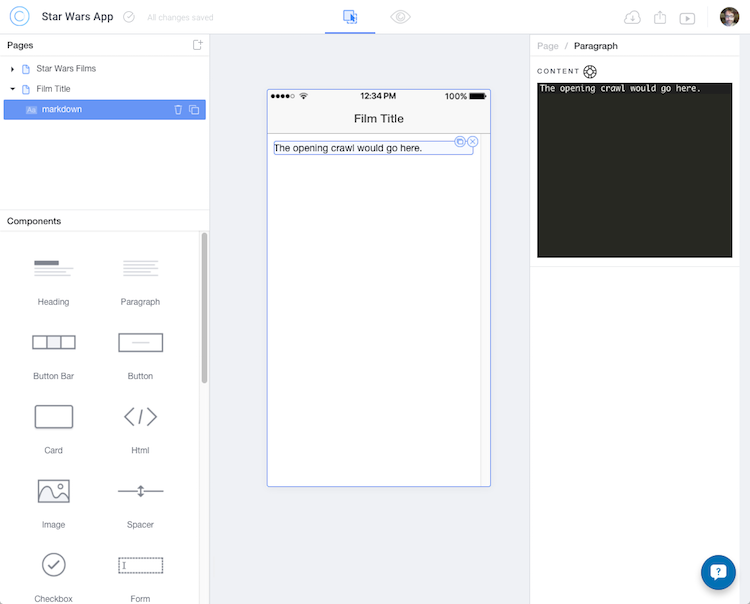 Star Wars App
All changes saved
Pages
Star Wars Films
Film Title
Aa markdown
Components
Heading
Paragraph
Button Bar
Button
Card
Html
Image
Spacer
Checkbox
Form
12:34 PM
100%
Film Title
The opening crawl would go here.
Page / Paragraph
CONTENT
The opening crawl would go here.